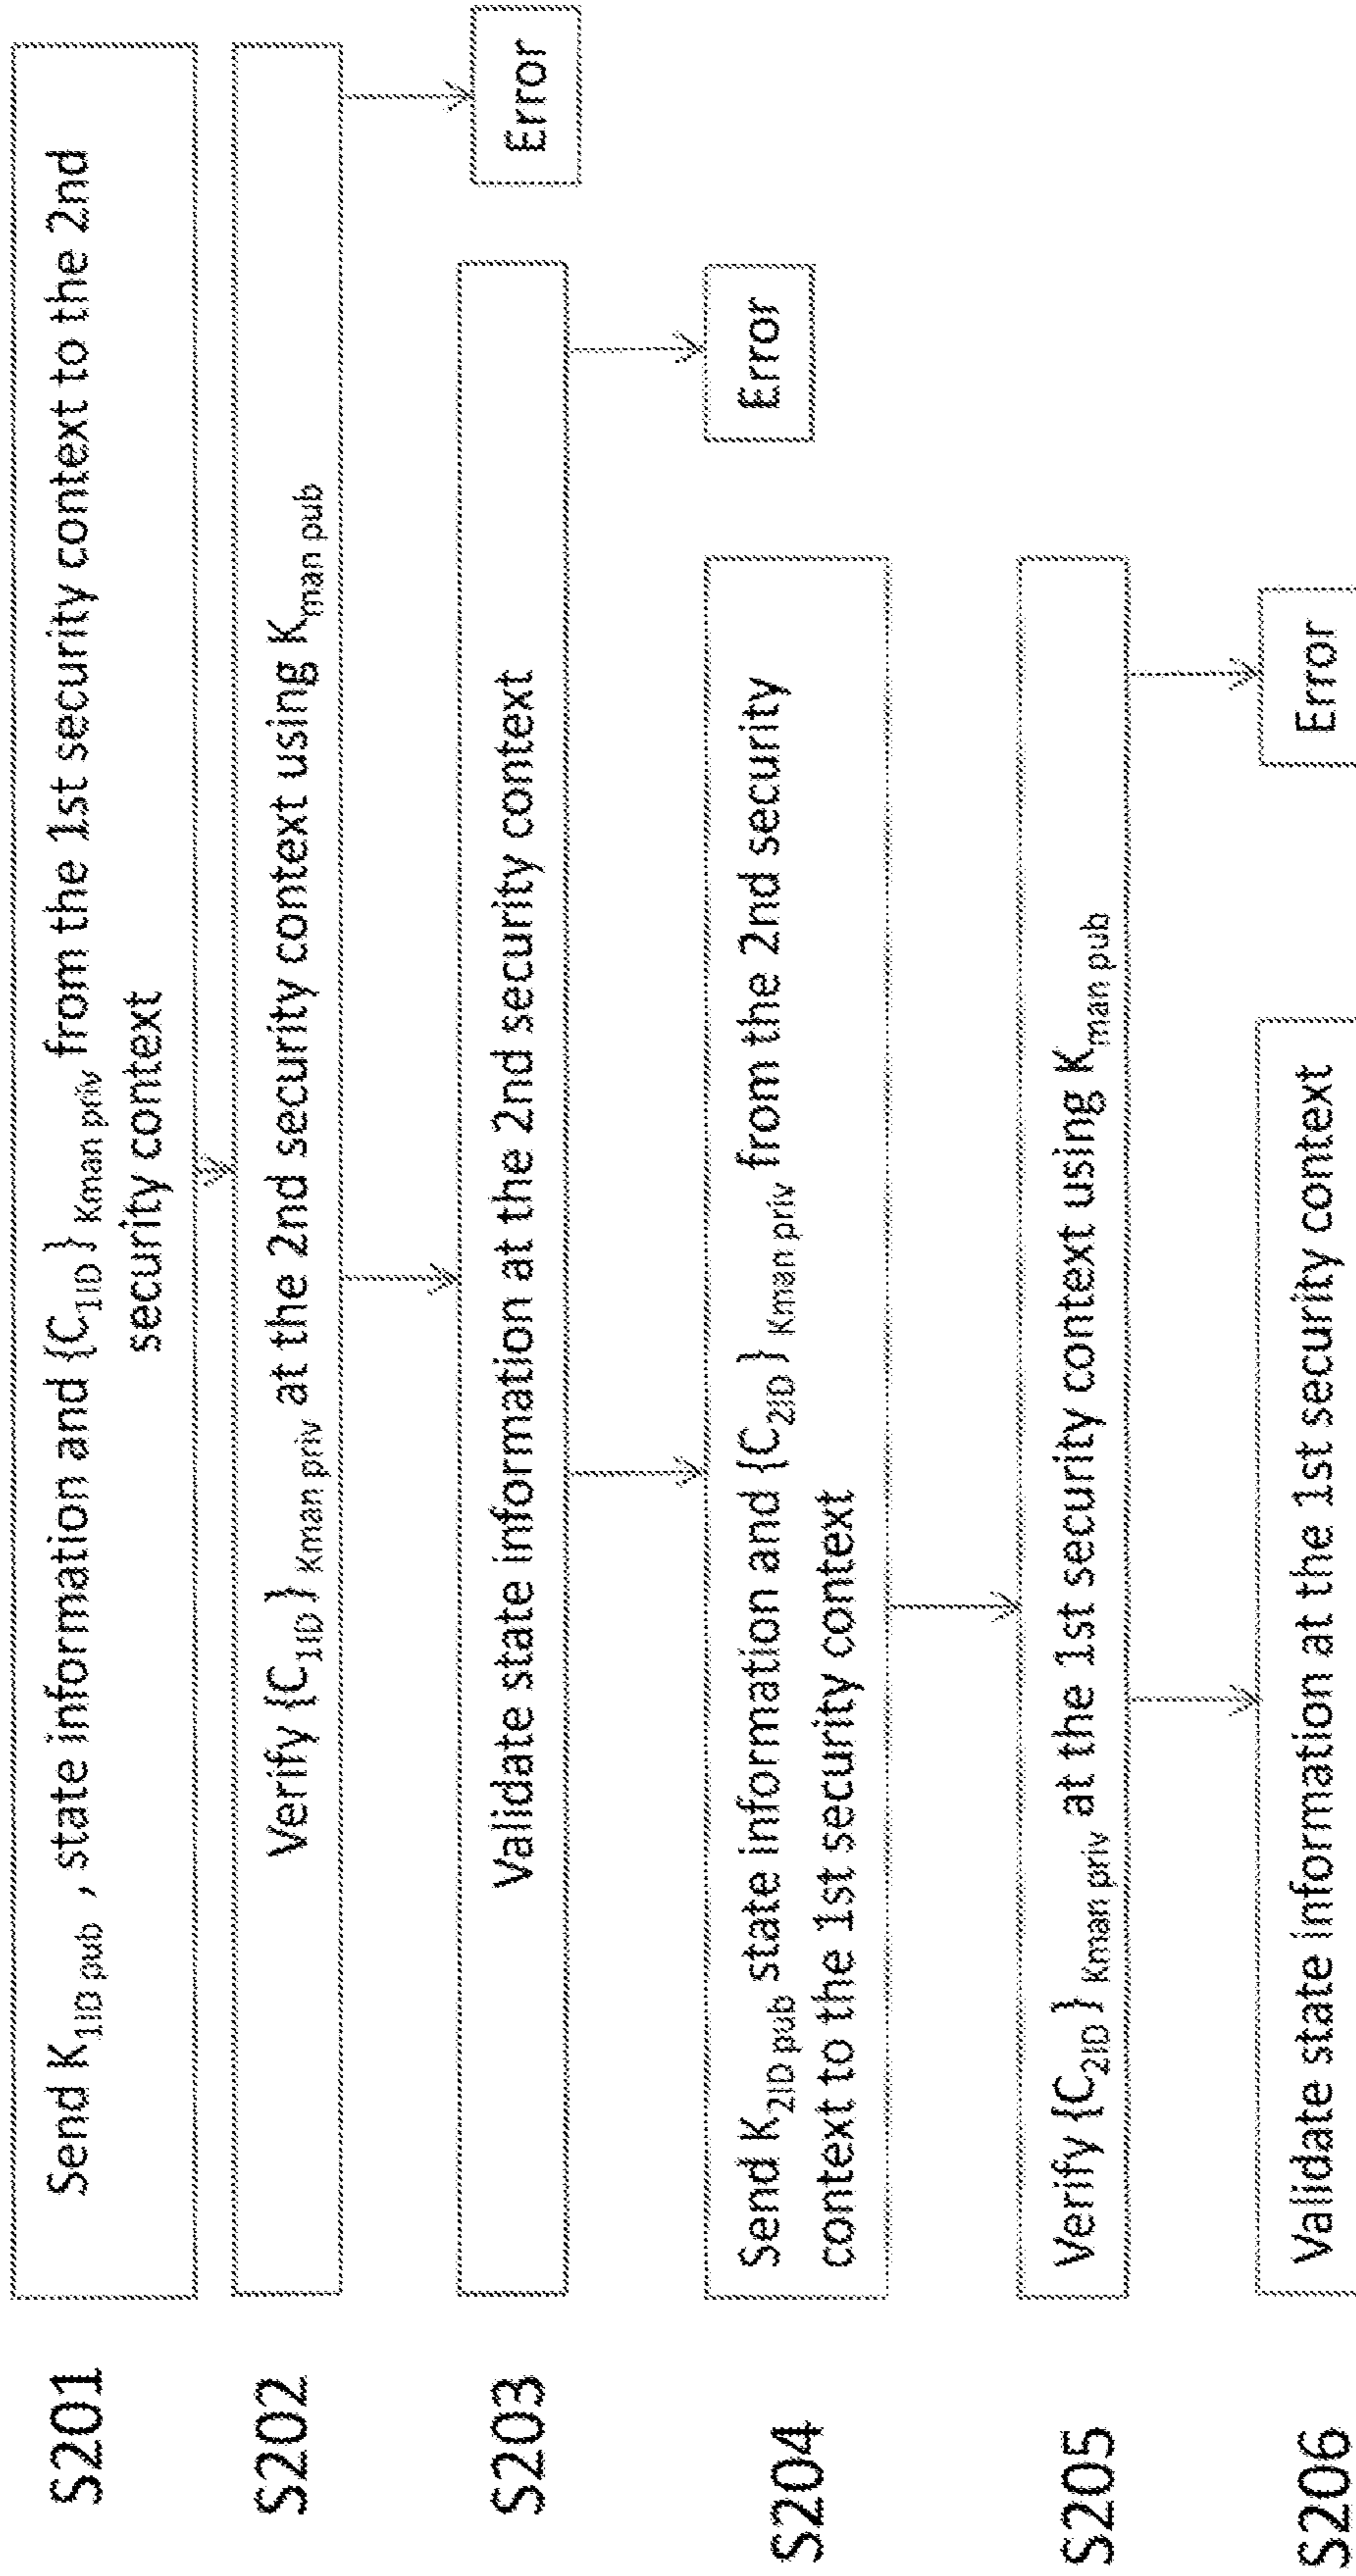 S201
Send K1ID pub , state information and {C1ID} Kman priv from the 1st security context to the 2nd
security context
S202
Verify {C1ID} Kman priv at the 2nd security context using Kman pub
Error
S203
Validate state information at the 2nd security context
Error
S204
Send K2ID pub state information and {C2ID} Kman priv from the 2nd security
context to the 1st security context
S205
Verify {C2ID} Kman priv at the 1st security context using Kman pub
Error
S206
Validate state information at the 1st security context